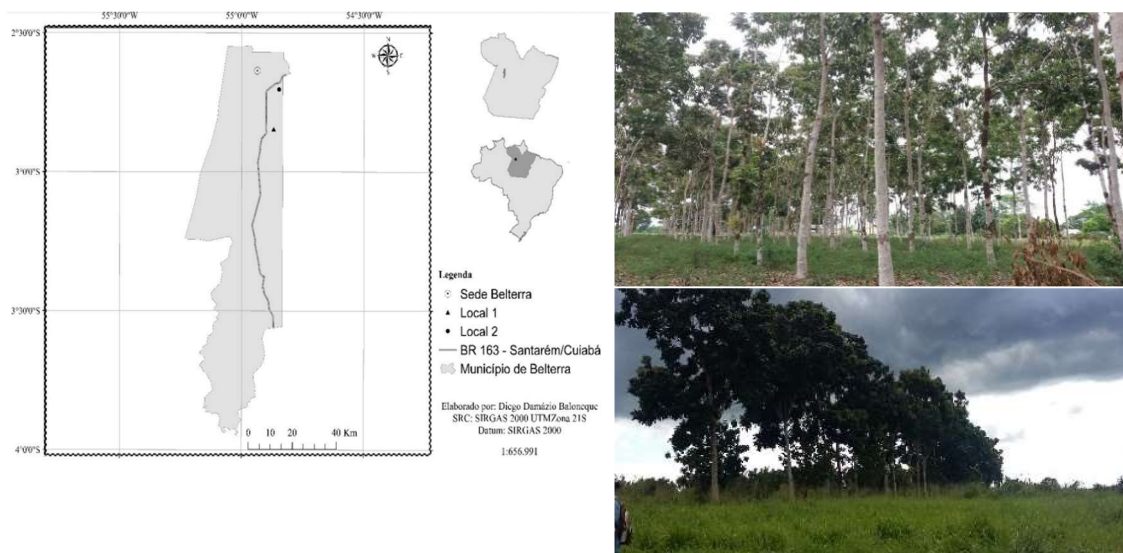 55°30'0"S
55°00'0"S
54°30'0"S
2°30'0"S
3°0'0"S
3°30'0"S
4°0'0"S
N
W
E
S
0 10 20 40 Km
Legenda
Sede Belterra
Local 1
Local 2
BR 163 - Santarém/Cuiabá
Município de Belterra
Elaborado por: Diego Damázio Baloneque
SRC: SIRGAS 2000 UTMZona 21S
Datum: SIRGAS 2000
1:656.991